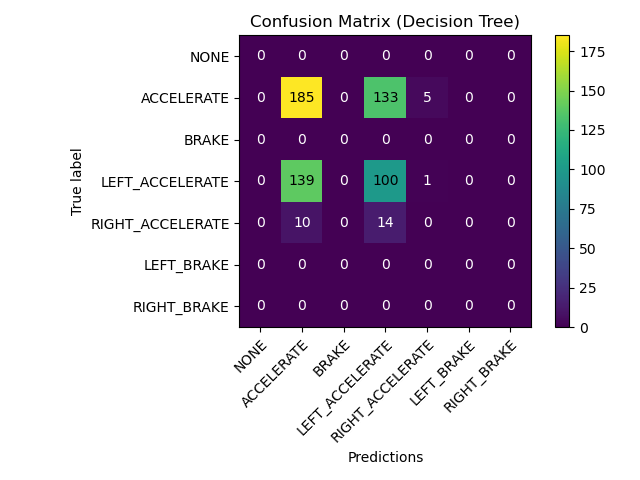 Confusion Matrix (Decision Tree)
True label
NONE 0 0 0 0 0 0 0
ACCELERATE 0 185 0 133 5 0 0
BRAKE 0 0 0 0 0 0 0
LEFT_ACCELERATE 0 139 0 100 1 0 0
RIGHT_ACCELERATE 0 10 0 14 0 0 0
LEFT_BRAKE 0 0 0 0 0 0 0
RIGHT_BRAKE 0 0 0 0 0 0 0
NONE
ACCELERATE
BRAKE
LEFT_ACCELERATE
RIGHT_ACCELERATE
LEFT_BRAKE
RIGHT_BRAKE
Predictions
175
150
125
100
75
50
25
0